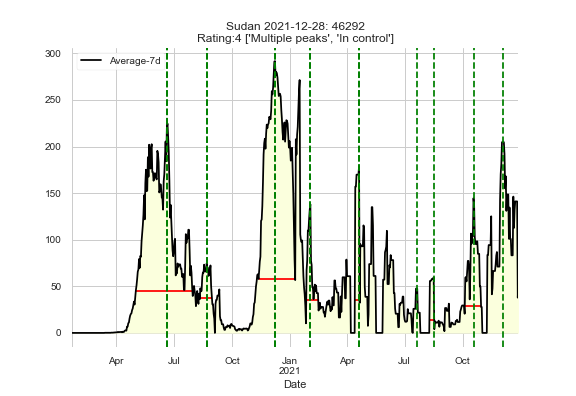 Sudan 2021-12-28: 46292
Rating:4 ['Multiple peaks', 'In control']
300
Average-7d
250
200
150
100
50
0
Apr Jul Oct Jan Apr Jul Oct
2021
Date